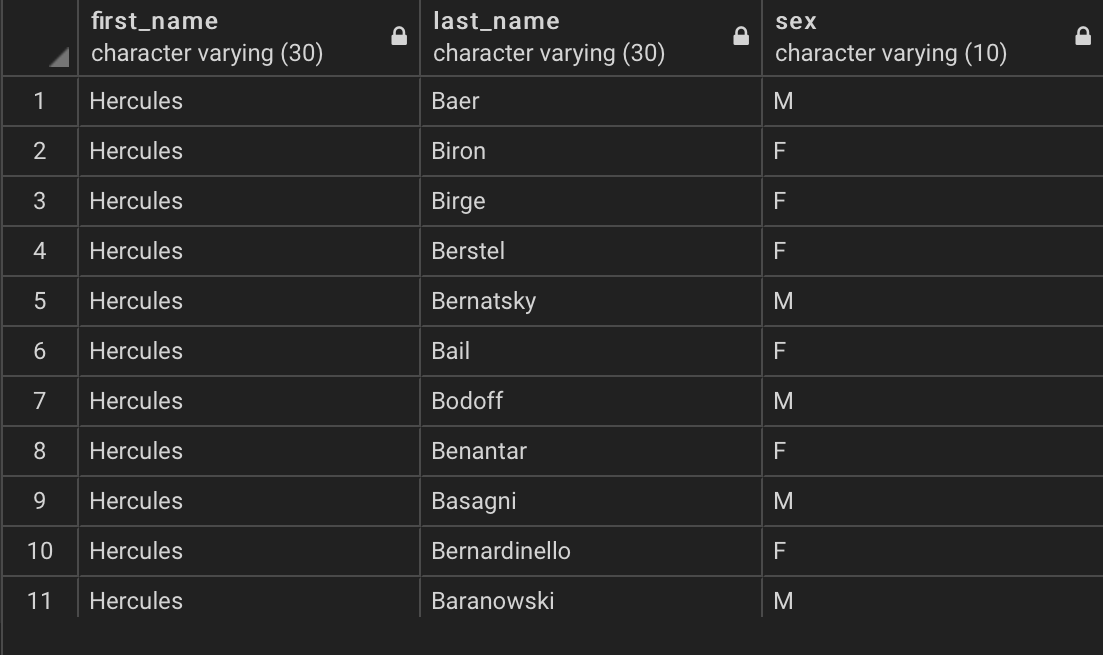 first_name last_name sex
character varying (30) character varying (30) character varying (10)
1 Hercules Baer M
2 Hercules Biron F
3 Hercules Birge F
4 Hercules Berstel F
5 Hercules Bernatsky M
6 Hercules Bail F
7 Hercules Bodoff M
8 Hercules Benantar F
9 Hercules Basagni M
10 Hercules Bernardinello F
11 Hercules Baranowski M